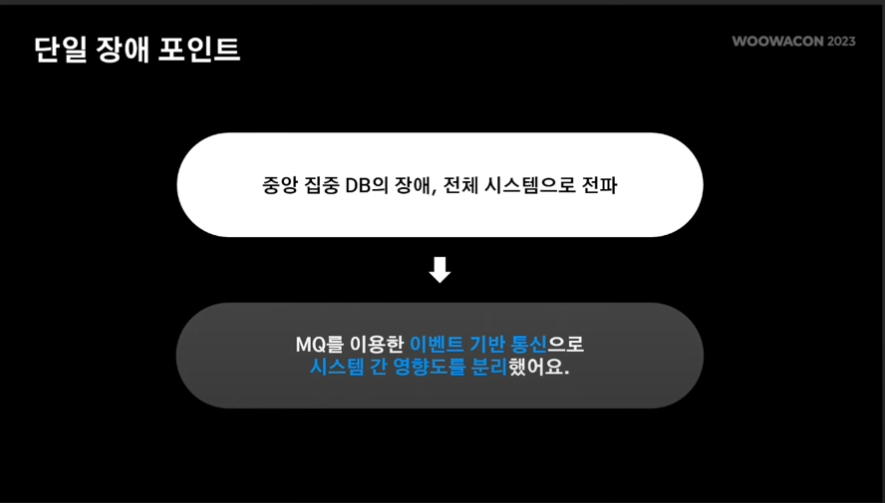 단일 장애 포인트
WOOWACON 2023
중앙 집중 DB의 장애, 전체 시스템으로 전파
MQ를 이용한 이벤트 기반 통신으로
시스템 간 영향도를 분리했어요.